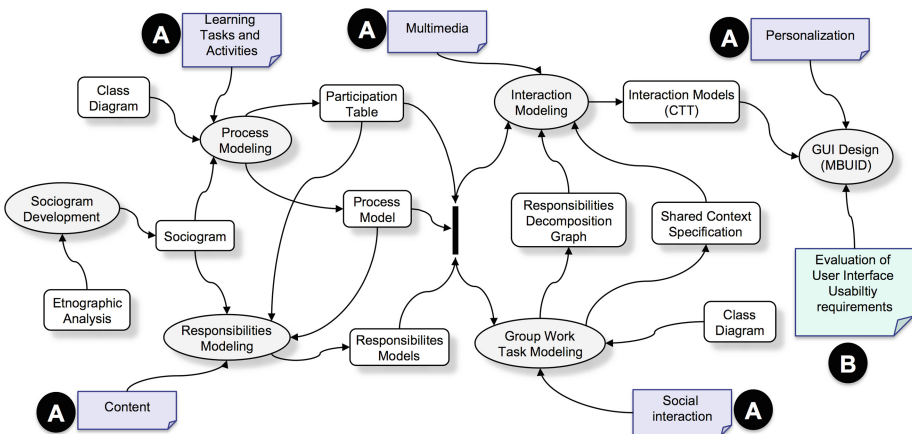 A
Learning
Tasks and
Activities
A
Multimedia
A
Personalization
Class
Diagram
Participation
Table
Interaction
Modeling
Interaction Models
(CTT)
Process
Modeling
GUI Design
(MBUID)
Sociogram
Development
Sociogram
Process
Model
Responsibilities
Decomposition
Graph
Shared Context
Specification
Evaluation of
User Interface
Usabiltiy
requirements
Etnographic
Analysis
Responsibilities
Modeling
Responsibilites
Models
Group Work
Task Modeling
Class
Diagram
B
A
Content
Social
interaction
A